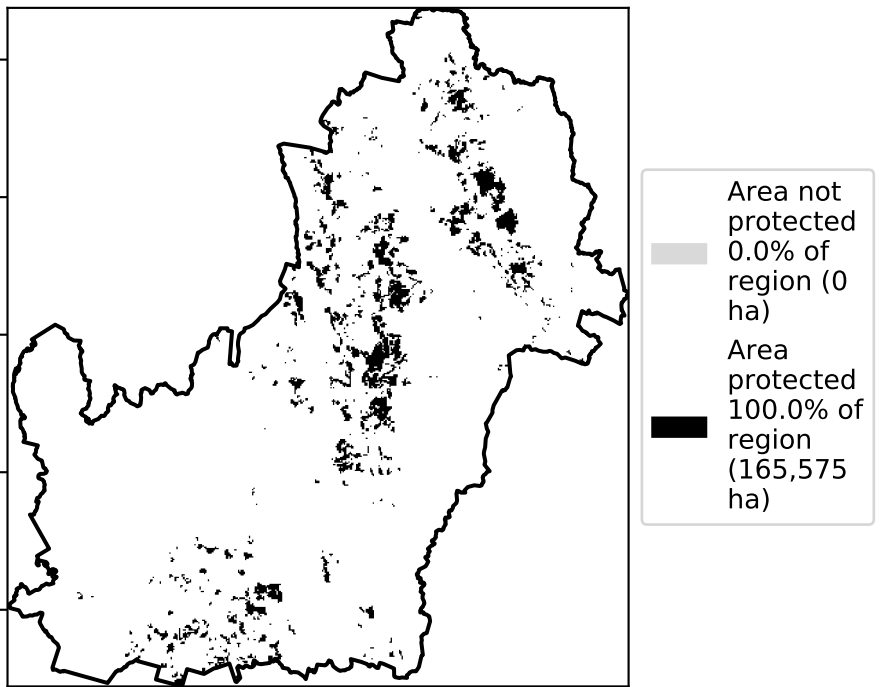 Area not
protected
0.0% of
region (0
ha)
Area
protected
100.0% of
region
(165,575
ha)